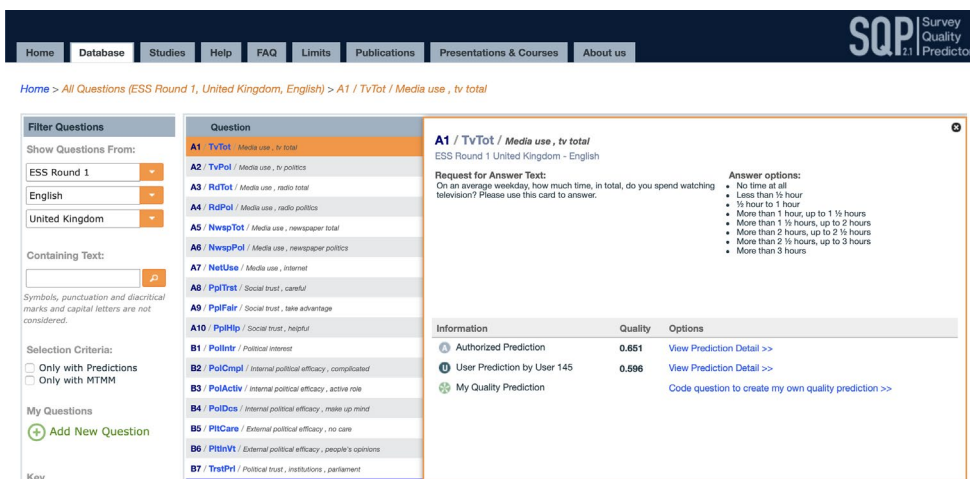 SQP 2.1
Survey
Quality
Home Database Studies Help FAQ Limits Publications Presentations & Courses About us
Home > All Questions (ESS Round 1, United Kingdom, English) > A1 / TvTot / Media use , tv total
Filter Questions
Show Questions From:
ESS Round 1
English
United Kingdom
Containing Text:
Symbols, punctuation and diacritical
marks and capital letters are not
considered.
Selection Criteria:
Only with Predictions
Only with MTMM
My Questions
Add New Question
Key
Question
A1 / TvTot / Media use , tv total
A2 / TvPol / Media use , tv politics
A3 / RdTot / Media use , radio total
A4 / RdPol / Media use , radio politics
A5 / NwspTot / Media use , newspaper total
A6 / NwspPol / Media use , newspaper politics
A7 / NetUse / Media use , internet
A8 / PplTrst / Social trust , careful
A9 / PplFair / Social trust , take advantage
A10 / PplHlp / Social trust , helpful
B1 / PolIntr / Political interest
B2 / PolCmpl / Internal political efficacy , complicated
B3 / PolActiv / Internal political efficacy , active role
B4 / PolDcs / Internal political efficacy , make up mind
B5 / PltCare / External political efficacy , no care
B6 / PltInVt / External political efficacy , people's opinions
B7 / TrstPrl / Political trust , institutions , parliament
A1 / TvTot / Media use , tv total
ESS Round 1 United Kingdom - English
Request for Answer Text:
On an average weekday, how much time, in total, do you spend watching
television? Please use this card to answer.
Answer options:
• No time at all
• Less than ½ hour
• ½ hour to 1 hour
• More than 1 hour, up to 1 ½ hours
• More than 1 ½ hours, up to 2 hours
• More than 2 hours, up to 2 ½ hours
• More than 2 ½ hours, up to 3 hours
• More than 3 hours
Information Quality Options
A Authorized Prediction 0.651 View Prediction Detail >>
U User Prediction by User 145 0.596 View Prediction Detail >>
My Quality Prediction Code question to create my own quality prediction >>